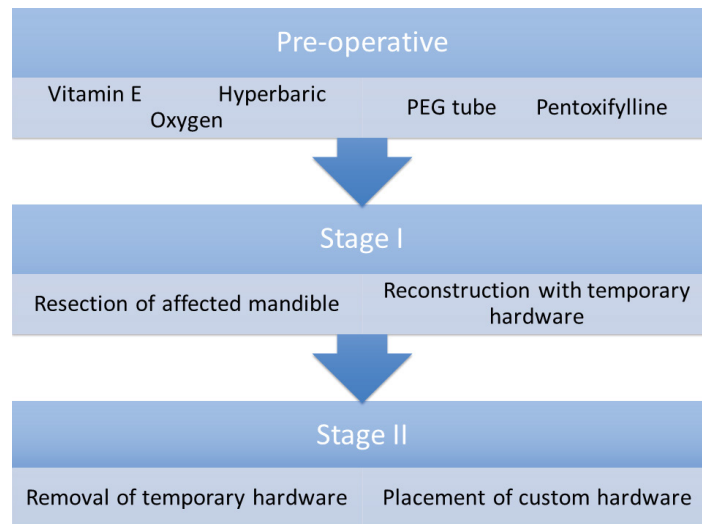 Pre-operative
Vitamin E Hyperbaric
Oxygen
PEG tube Pentoxifylline
Stage I
Resection of affected mandible
Reconstruction with temporary
hardware
Stage II
Removal of temporary hardware
Placement of custom hardware